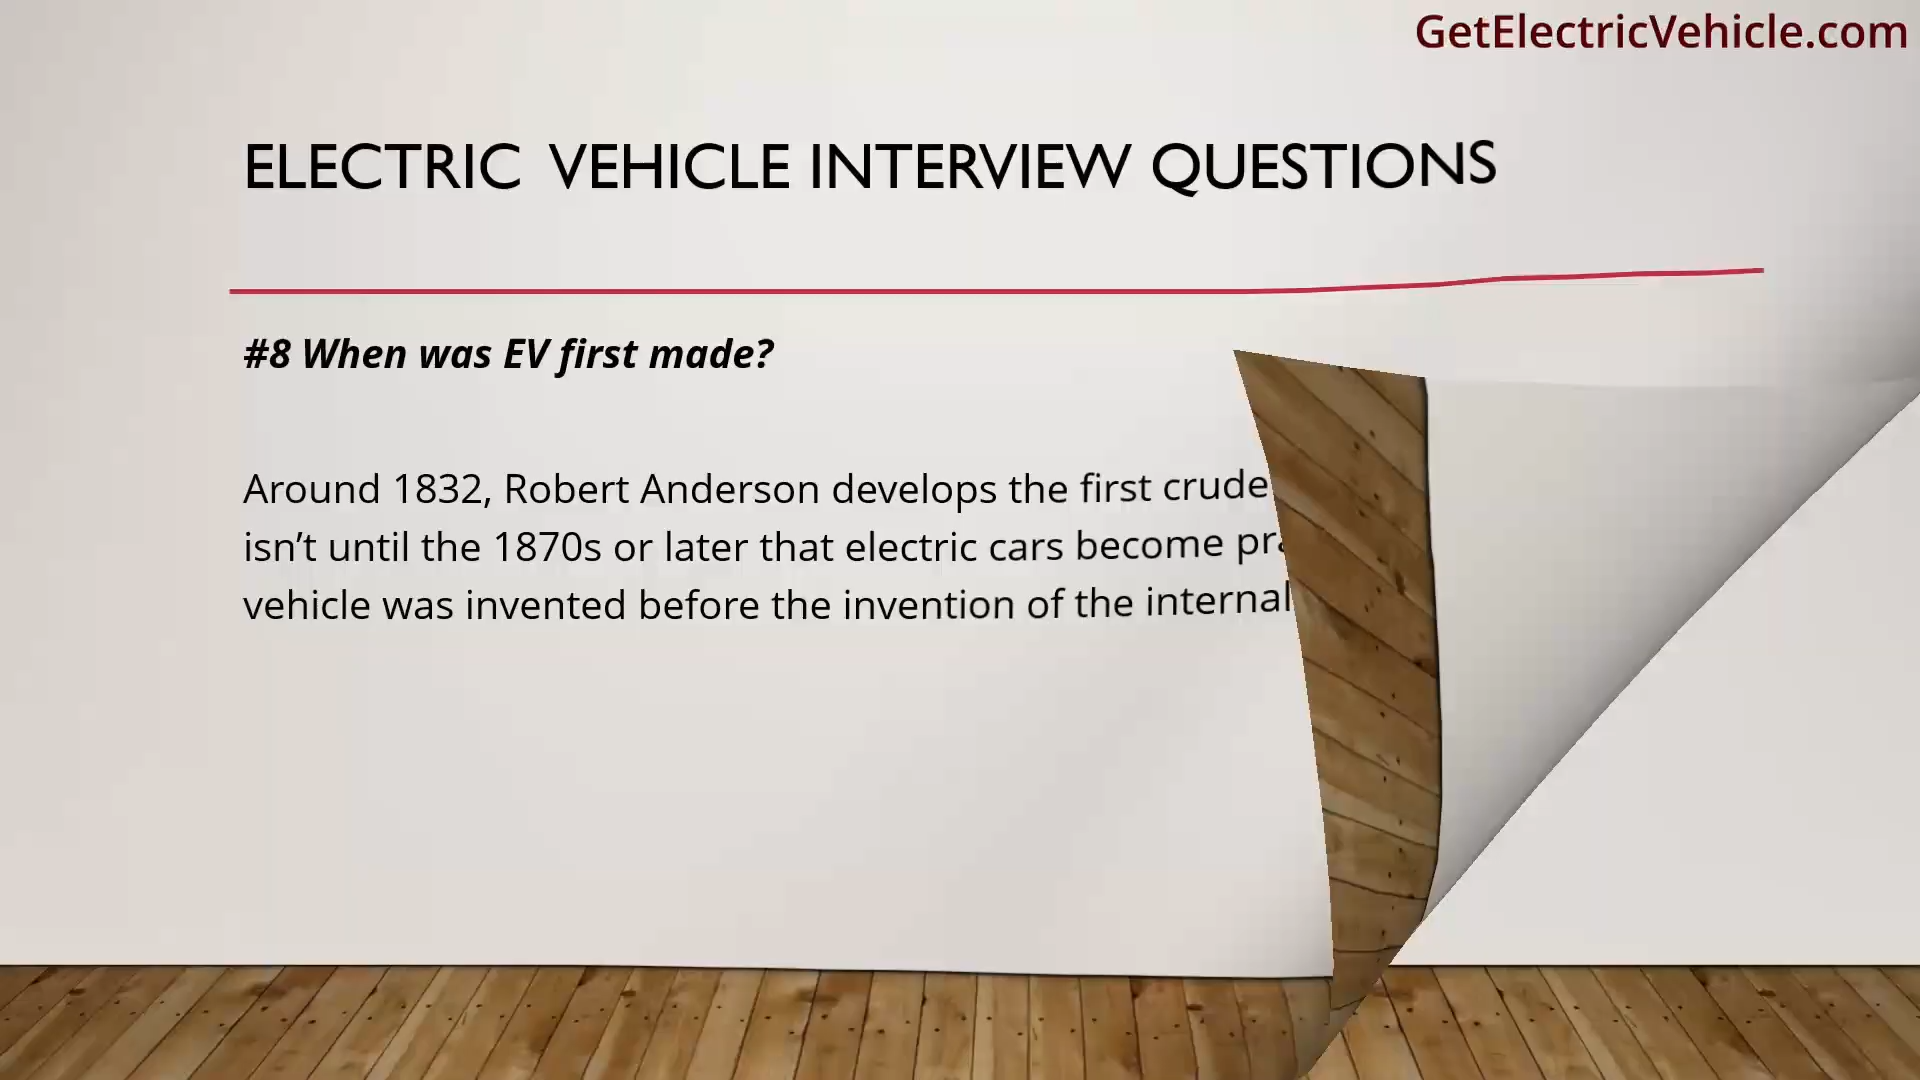 GetElectricVehicle.com
ELECTRIC VEHICLE INTERVIEW QUESTIONS
#8 When was EV first made?
Around 1832, Robert Anderson develops the first crude
isn’t until the 1870s or later that electric cars become
vehicle was invented before the invention of the internal